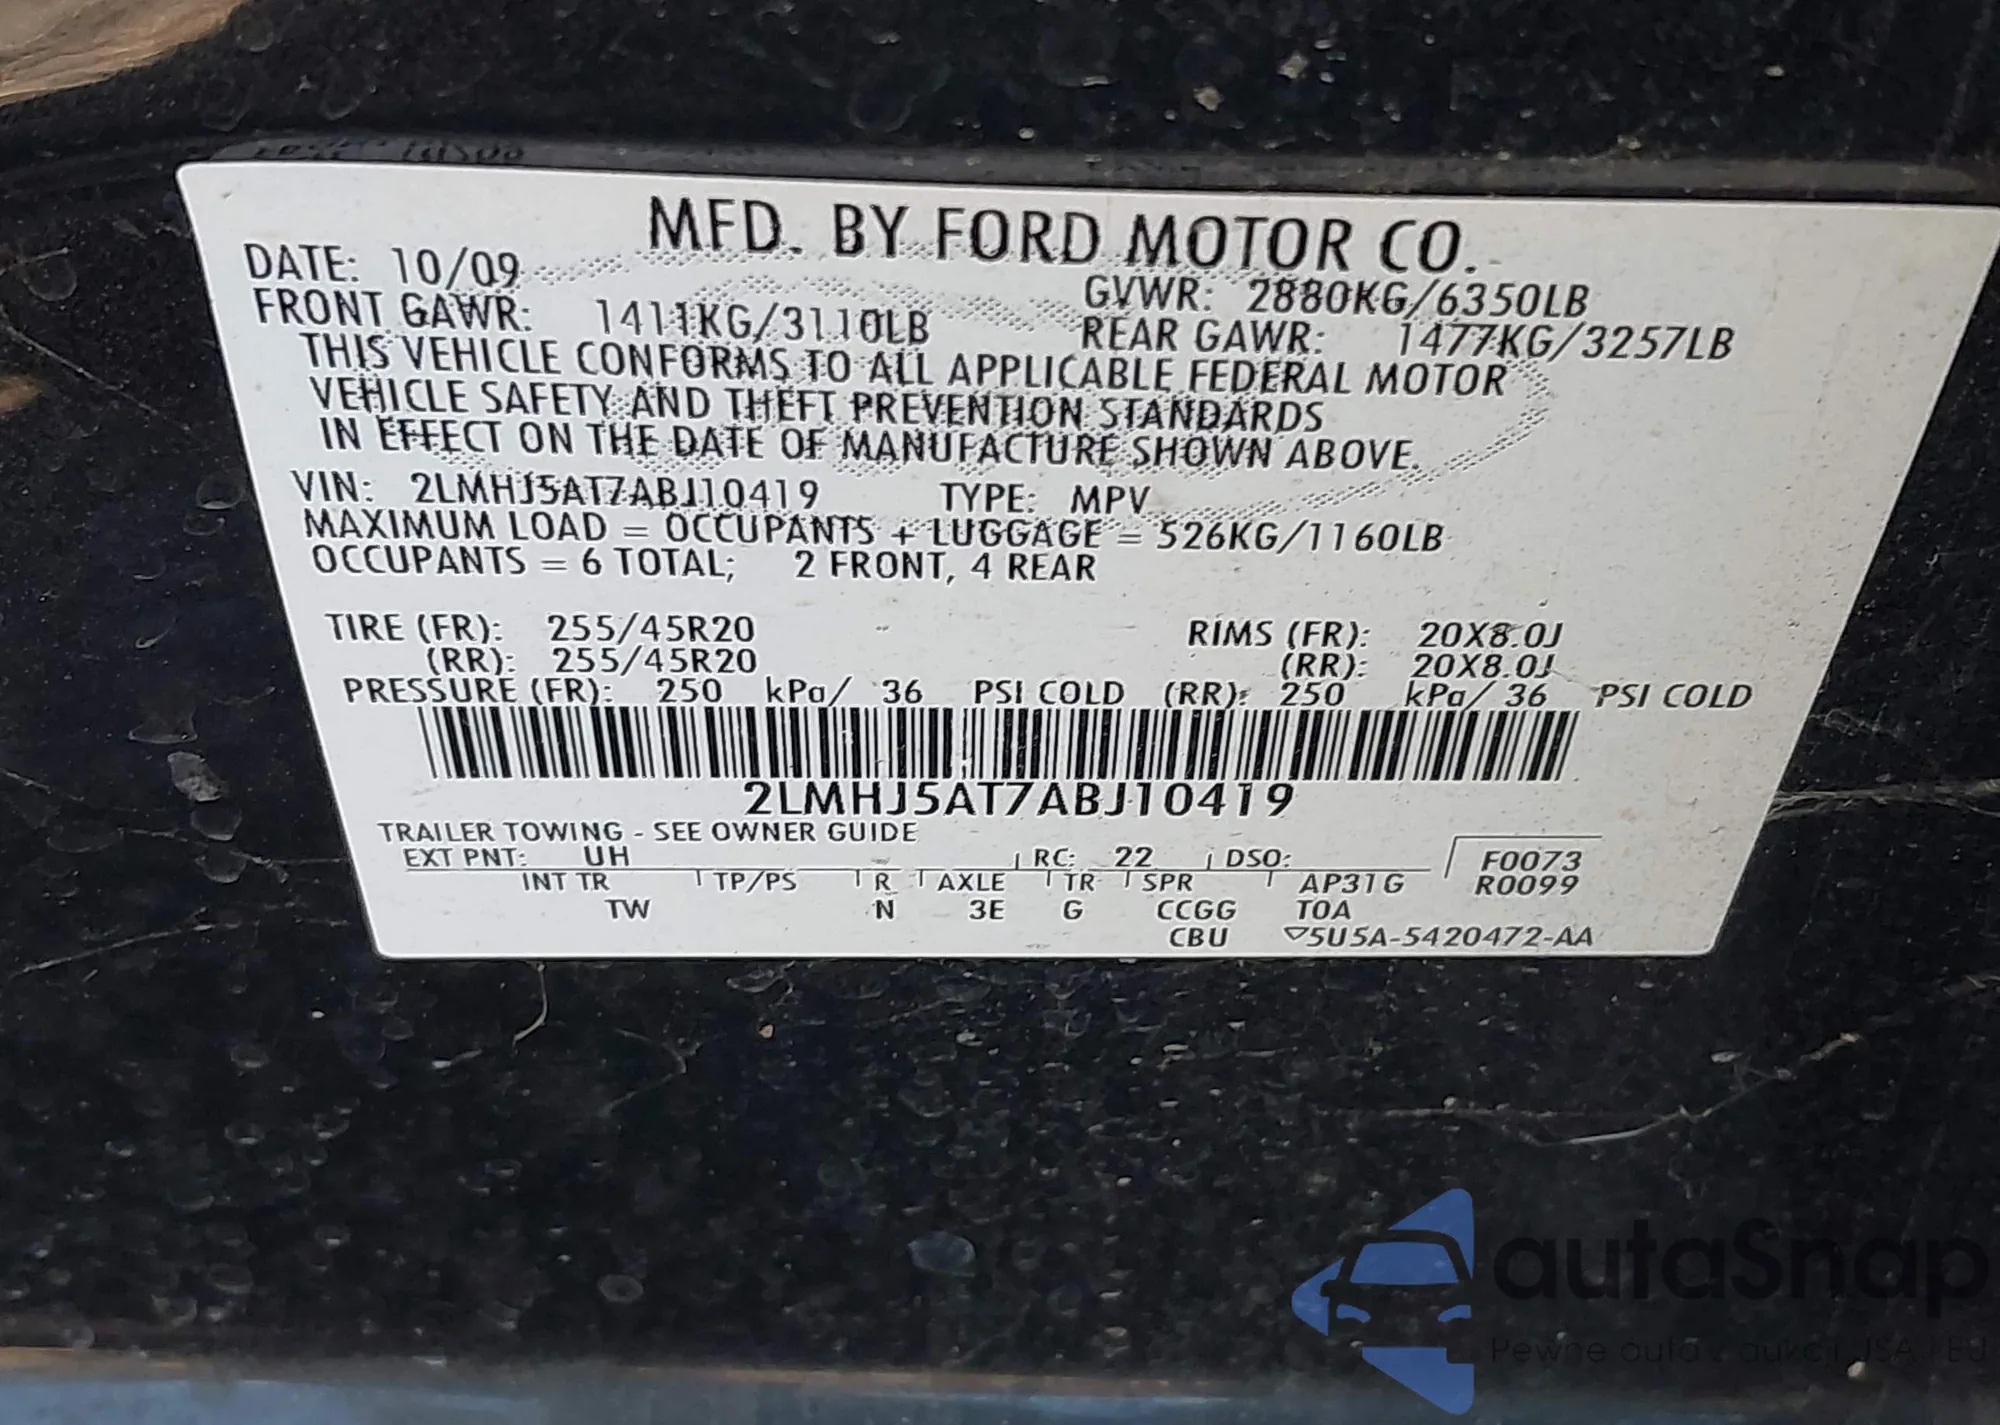 MFD. BY FORD MOTOR CO.
DATE: 10/09 GVWR: 2880KG/6350LB
FRONT GAWR: 1411KG/3110LB REAR GAWR: 1477KG/3257LB
THIS VEHICLE CONFORMS TO ALL APPLICABLE FEDERAL MOTOR
VEHICLE SAFETY AND THEFT PREVENTION STANDARDS
IN EFFECT ON THE DATE OF MANUFACTURE SHOWN ABOVE.
VIN: 2LMHJ5AT7ABJ10419 TYPE: MPV
MAXIMUM LOAD = OCCUPANTS + LUGGAGE = 526KG/1160LB
OCCUPANTS = 6 TOTAL; 2 FRONT, 4 REAR
TIRE (FR): 255/45R20 RIMS (FR): 20X8.0J
(RR): 255/45R20 (RR): 20X8.0J
PRESSURE (FR): 250 kPa/ 36 PSI COLD (RR): 250 kPa/ 36 PSI COLD
2LMHJ5AT7ABJ10419
TRAILER TOWING - SEE OWNER GUIDE
EXT PNT: UH RC: 22 DSO: F0073
INT TR TP/PS R AXLE TR SPR AP31G R0099
TW N 3E G CCGG TOA
CBU ▽5U5A-5420472-AA
autaSnap
Pewne auta z aukcji USA i EU